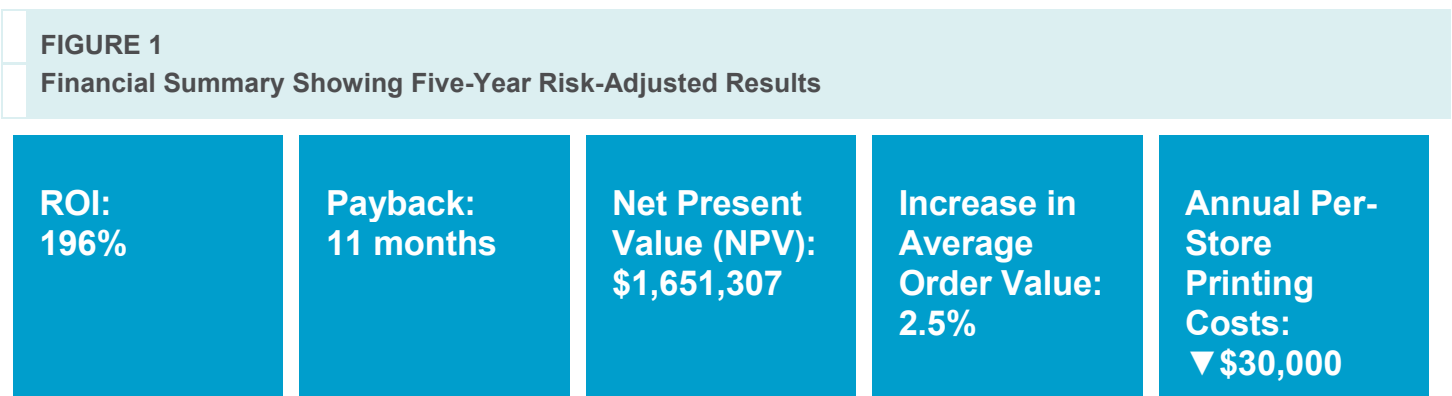 FIGURE 1
Financial Summary Showing Five-Year Risk-Adjusted Results
ROI:
196%
Payback:
11 months
Net Present
Value (NPV):
$1,651,307
Increase in
Average
Order Value:
2.5%
Annual Per-
Store
Printing
Costs:
▼$30,000